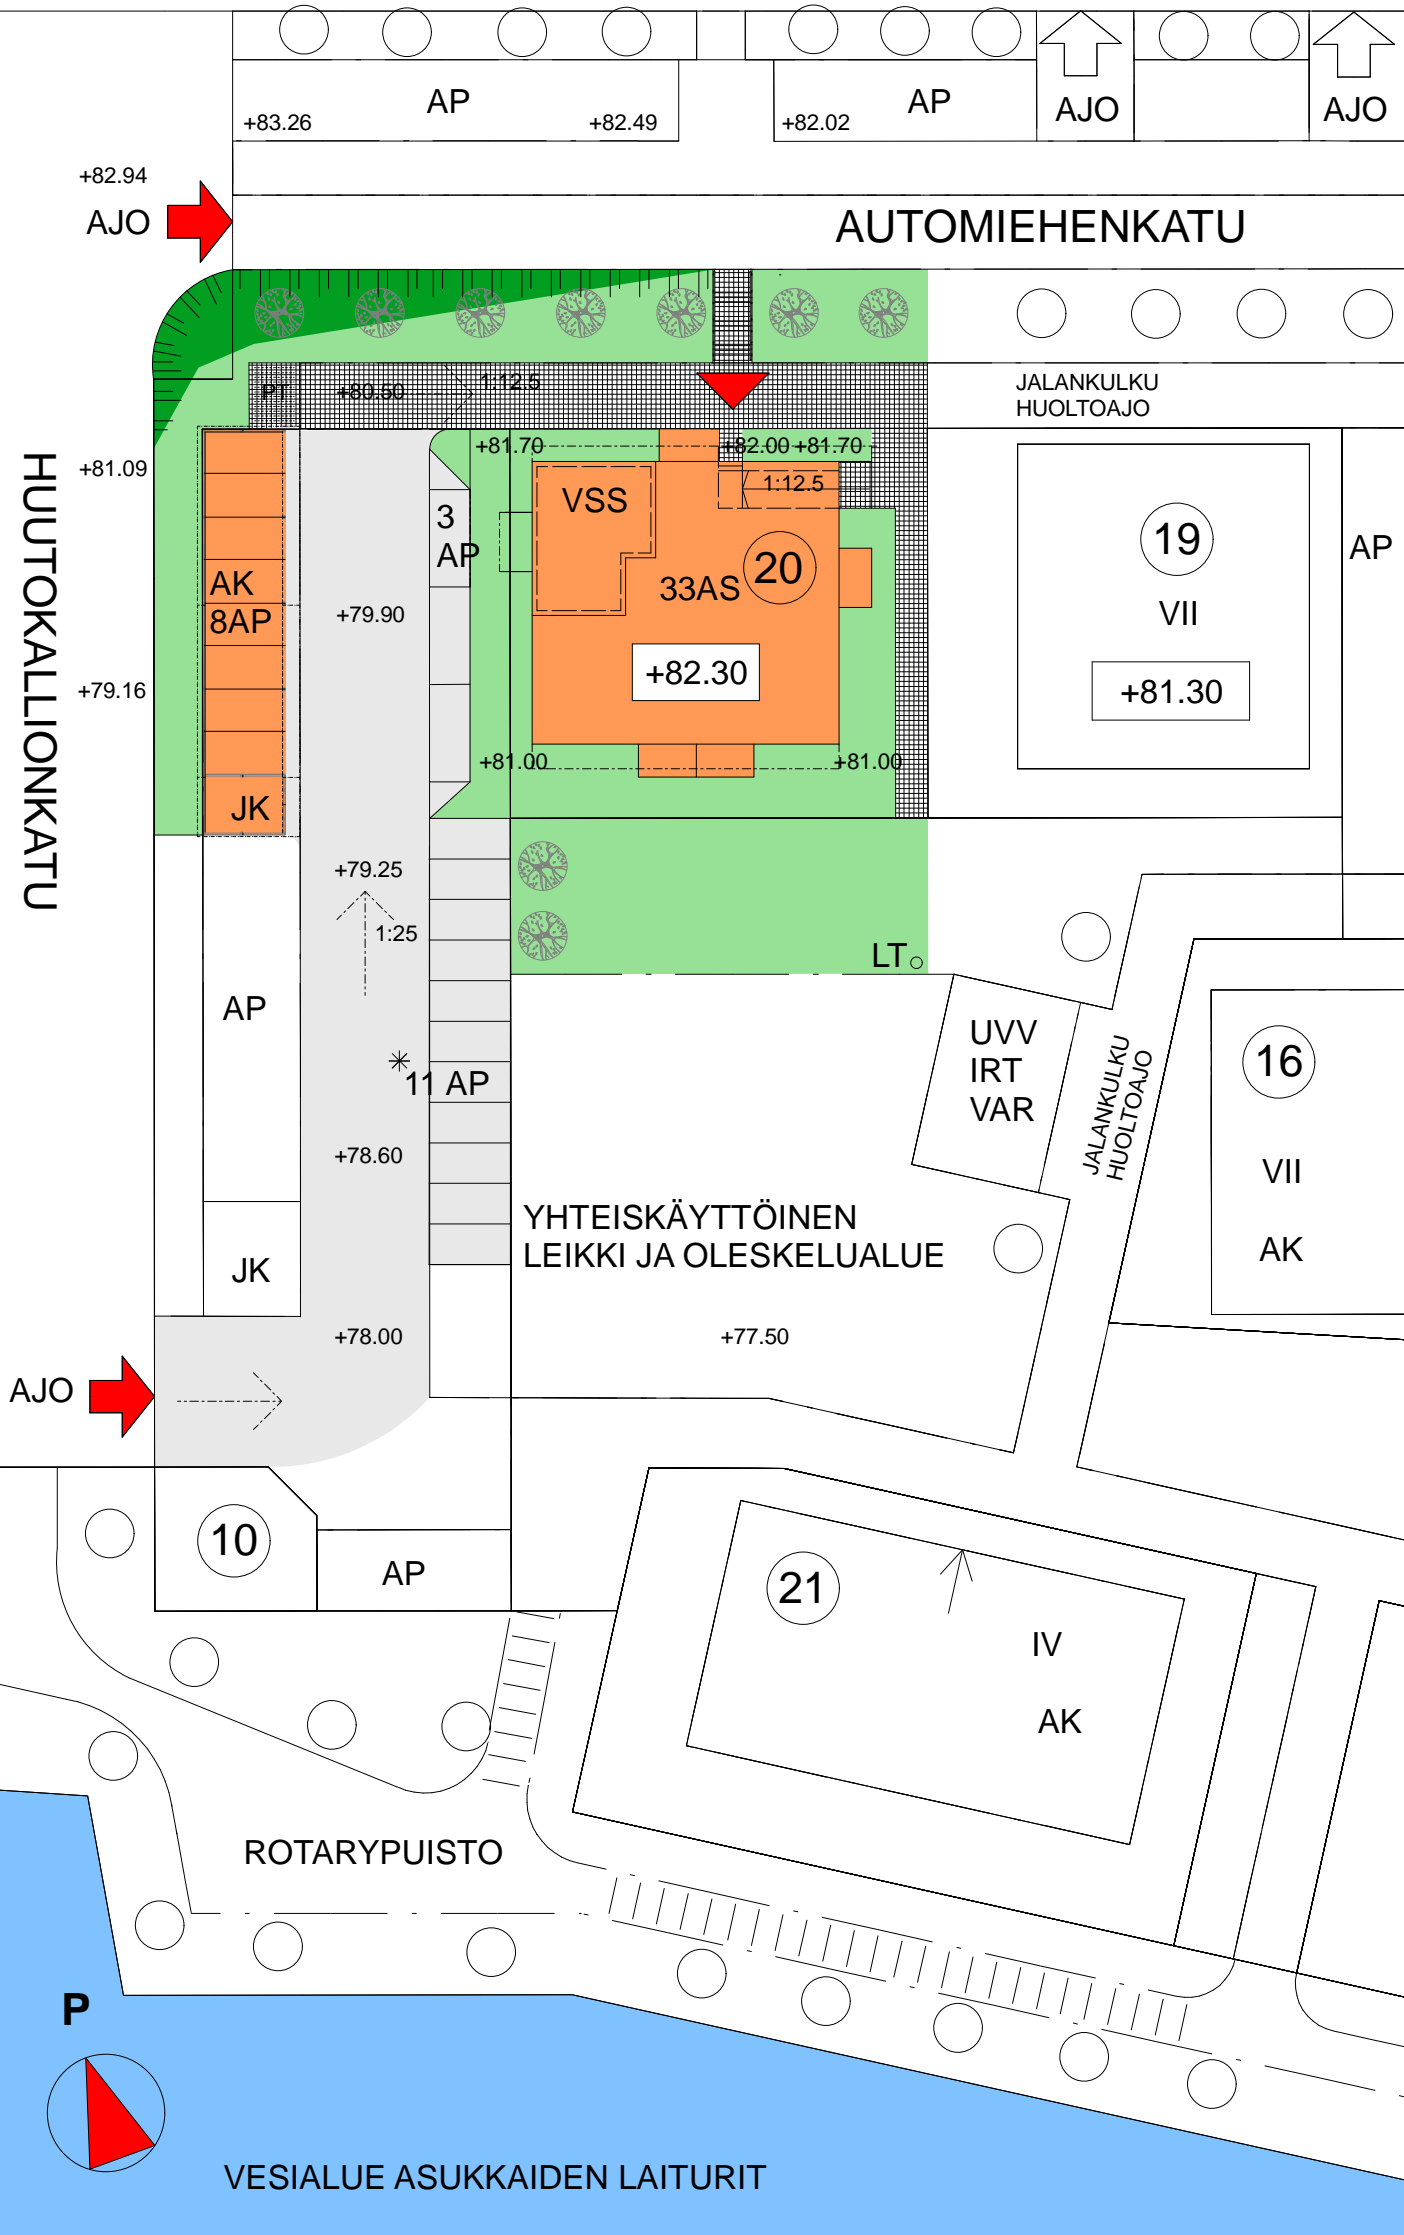 AP
AP
AJO
AJO
+83.26
+82.49
+82.02
+82.94
AJO
AUTOMIEHENKATU
PT
+80.50
1:12.5
JALANKULKU
HUOLTOAJO
+81.70
+82.00
+81.70
HUUTOKALLIONKATU
+81.09
VSS
1:12.5
3
AP
19
AP
20
AK
8AP
33AS
+79.90
VII
+82.30
+79.16
+81.30
+81.00
+81.00
JK
+79.25
1:25
LT
AP
UVV
IRT
VAR
JALANKULKU
HUOLTOAJO
16
11 AP
+78.60
VII
YHTEISKÄYTTÖINEN
LEIKKI JA OLESKELUALUE
AK
JK
+78.00
+77.50
AJO
10
AP
21
IV
AK
ROTARYPUISTO
P
VESIALUE ASUKKAIDEN LAITURIT